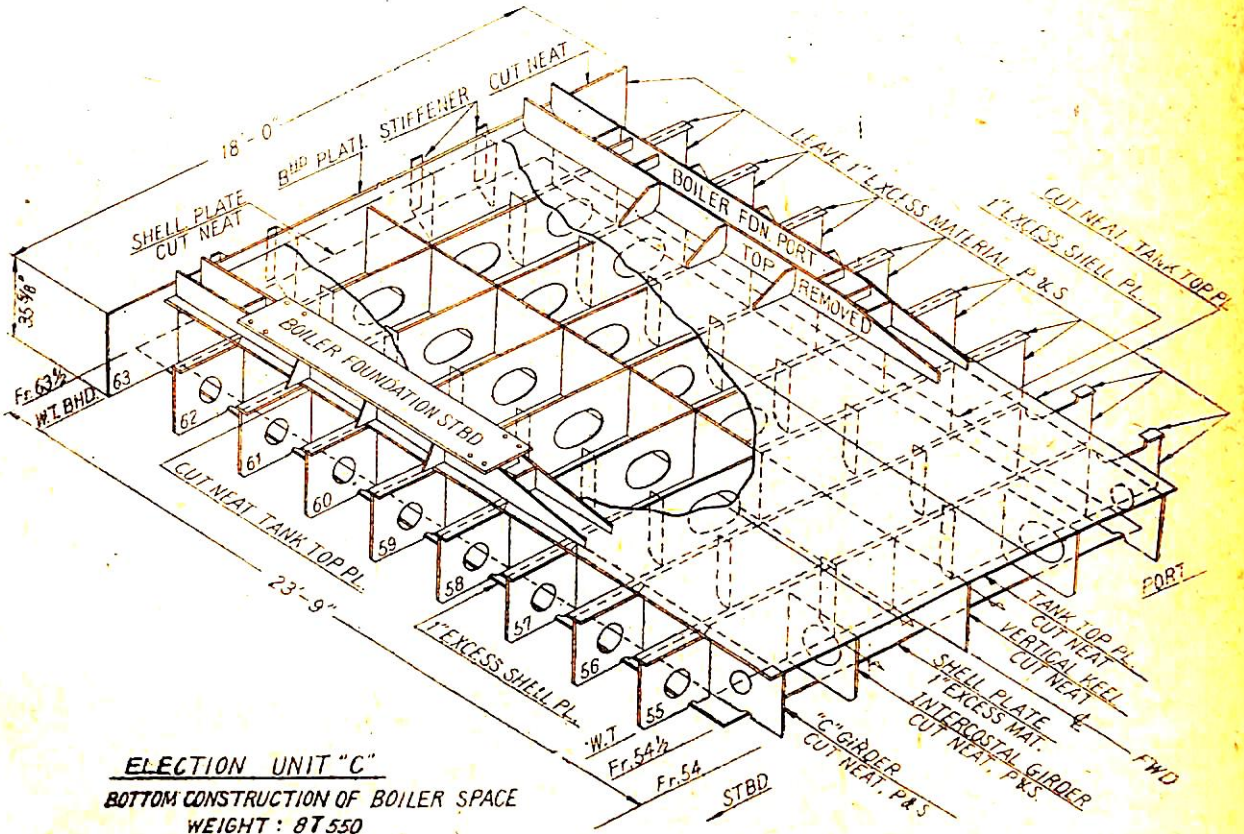 18'-0"
BHD PLATE STIFFENER CUT NEAT
SHELL PLATE
CUT NEAT
35 5/8"
BOILER FDN PORT
TOP REMOVED
LEAVE 1" EXCESS MATERIAL P&S
1" EXCESS SHELL PL.
CUT NEAT TANK TOP PL
BOILER FOUNDATION STBD
Fr. 63½
W.T. BHD.
63
62
61
60
59
58
57
56
55
CUT NEAT TANK TOP PL.
23-9"
1" EXCESS SHELL PL.
W.T
Fr. 54½
Fr. 54
STBD
PORT
TANK TOP PL
CUT NEAT
VERTICAL KEEL
CUT NEAT
℄
FWD
SHELL PLATE
1" EXCESS MAT.
INTERCOSTAL GIRDER
CUT NEAT, P&S.
"C" GIRDER
CUT NEAT, P&S
ELECTION UNIT "C"
BOTTOM CONSTRUCTION OF BOILER SPACE
WEIGHT : 8T550